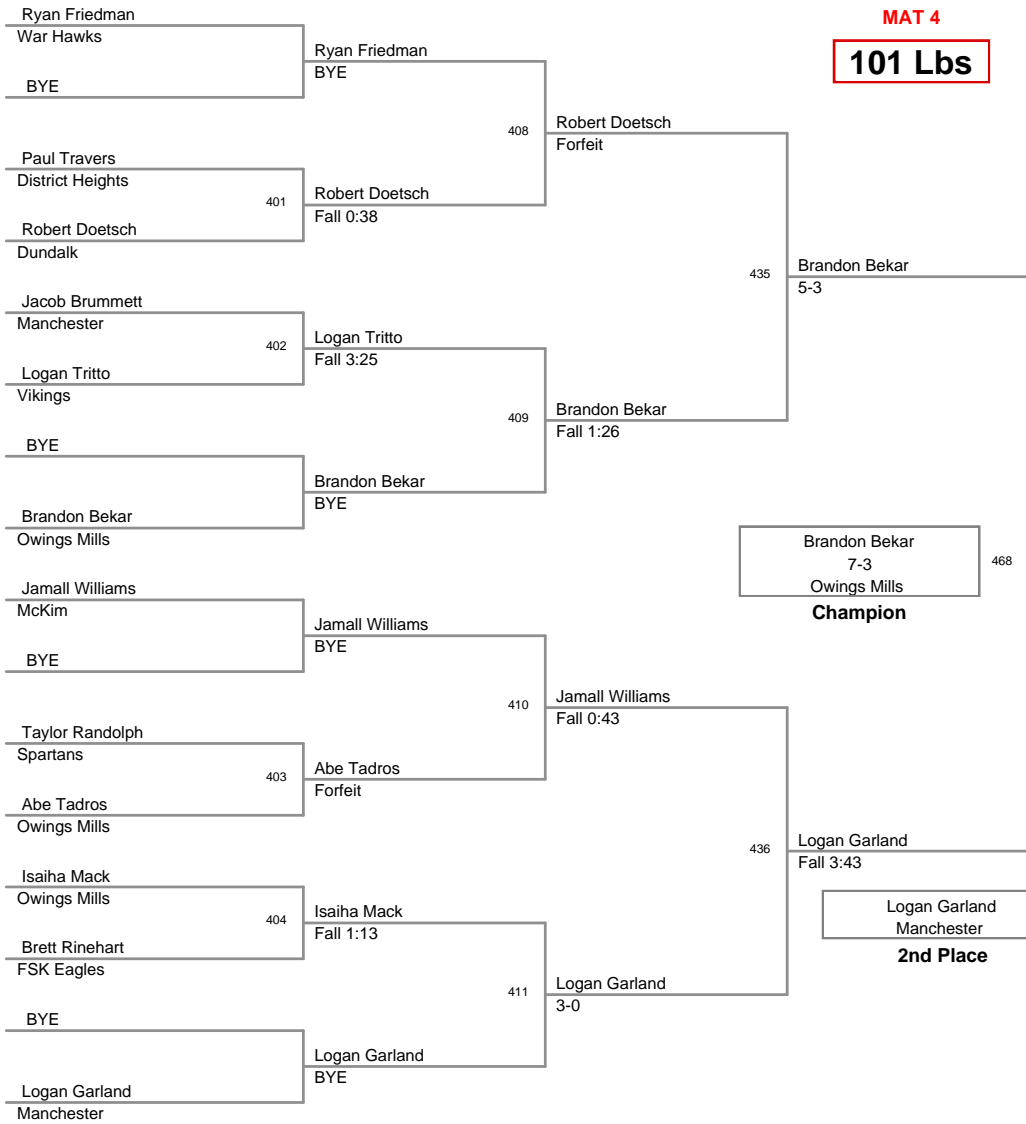 MAT 4
101 Lbs
Ryan Friedman
War Hawks
BYE
Paul Travers
District Heights
401
Robert Doetsch
Dundalk
Jacob Brummett
Manchester
402
Logan Tritto
Vikings
BYE
Brandon Bekar
Owings Mills
Jamall Williams
McKim
BYE
Taylor Randolph
Spartans
403
Abe Tadros
Owings Mills
Isaiha Mack
Owings Mills
404
Brett Rinehart
FSK Eagles
BYE
Logan Garland
Manchester
Ryan Friedman
BYE
408
Robert Doetsch
Fall 0:38
Logan Tritto
Fall 3:25
409
Brandon Bekar
BYE
Jamall Williams
BYE
410
Abe Tadros
Forfeit
Isaiha Mack
Fall 1:13
411
Logan Garland
BYE
Robert Doetsch
Forfeit
435
Brandon Bekar
Fall 1:26
Jamall Williams
Fall 0:43
436
Logan Garland
3-0
Brandon Bekar
5-3
Brandon Bekar
7-3
Owings Mills
468
Champion
Logan Garland
Fall 3:43
Logan Garland
Manchester
2nd Place